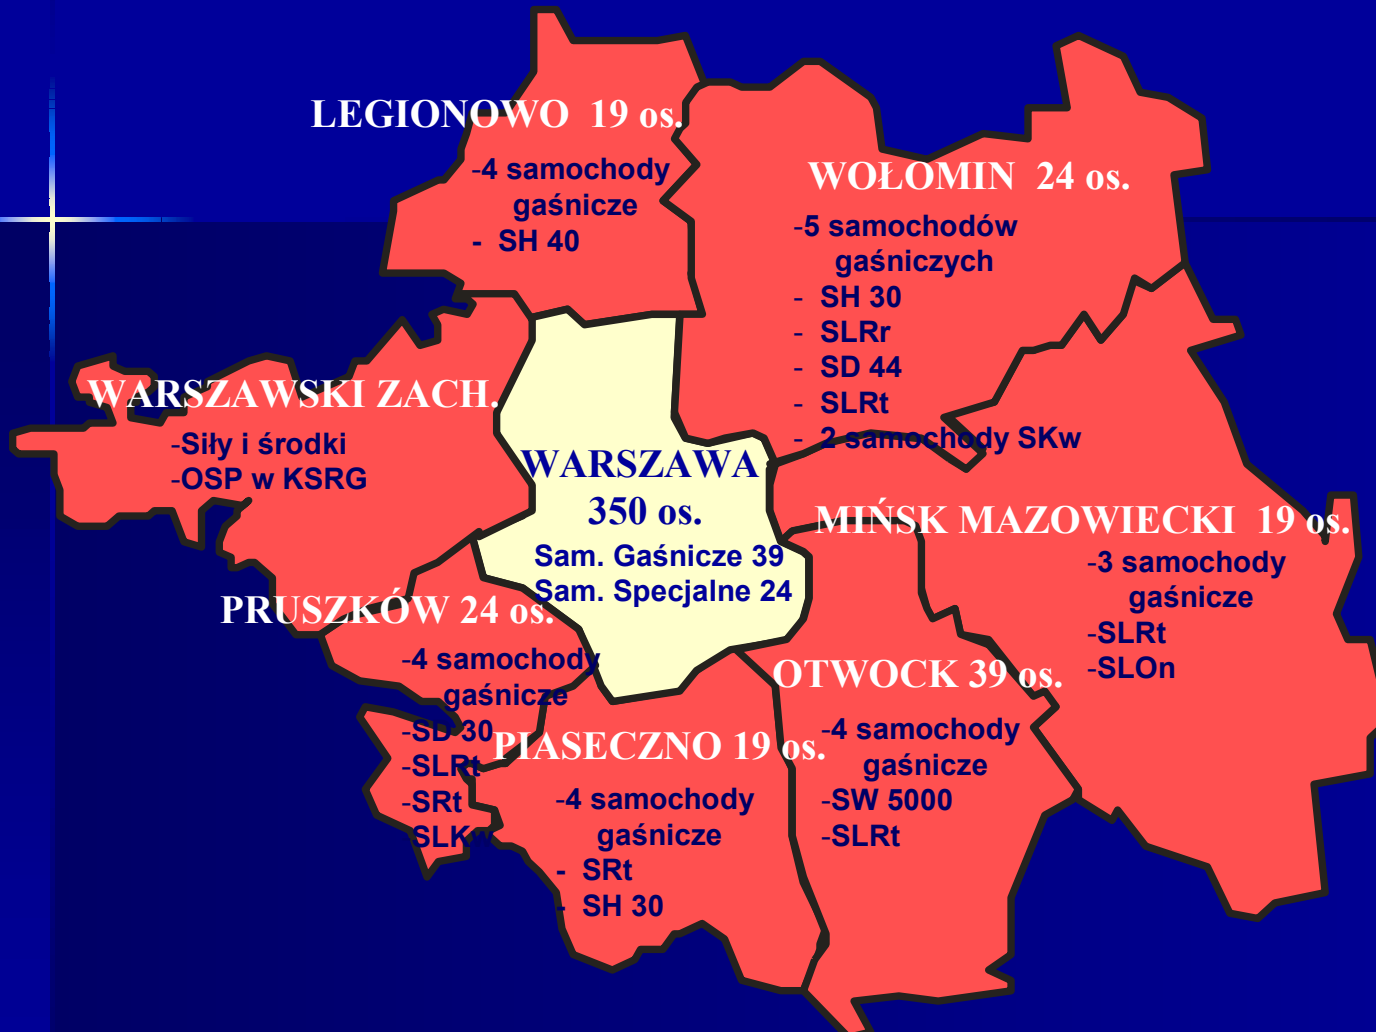 LEGIONOWO 19 os.
-4 samochody
gaśnicze
- SH 40
WOŁOMIN 24 os.
-5 samochodów
gaśniczych
- SH 30
- SLRr
- SD 44
- SLRt
- 2 samochody SKw
WARSZAWSKI ZACH.
-Siły i środki
-OSP w KSRG
WARSZAWA
350 os.
Sam. Gaśnicze 39
Sam. Specjalne 24
MIŃSK MAZOWIECKI 19 os.
-3 samochody
gaśnicze
-SLRt
-SLOn
PRUSZKÓW 24 os.
-4 samochody
gaśnicze
-SD 30
-SLRt
-SRt
-SLKw
OTWOCK 39 os.
-4 samochody
gaśnicze
-SW 5000
-SLRt
PIASECZNO 19 os.
-4 samochody
gaśnicze
- SRt
- SH 30